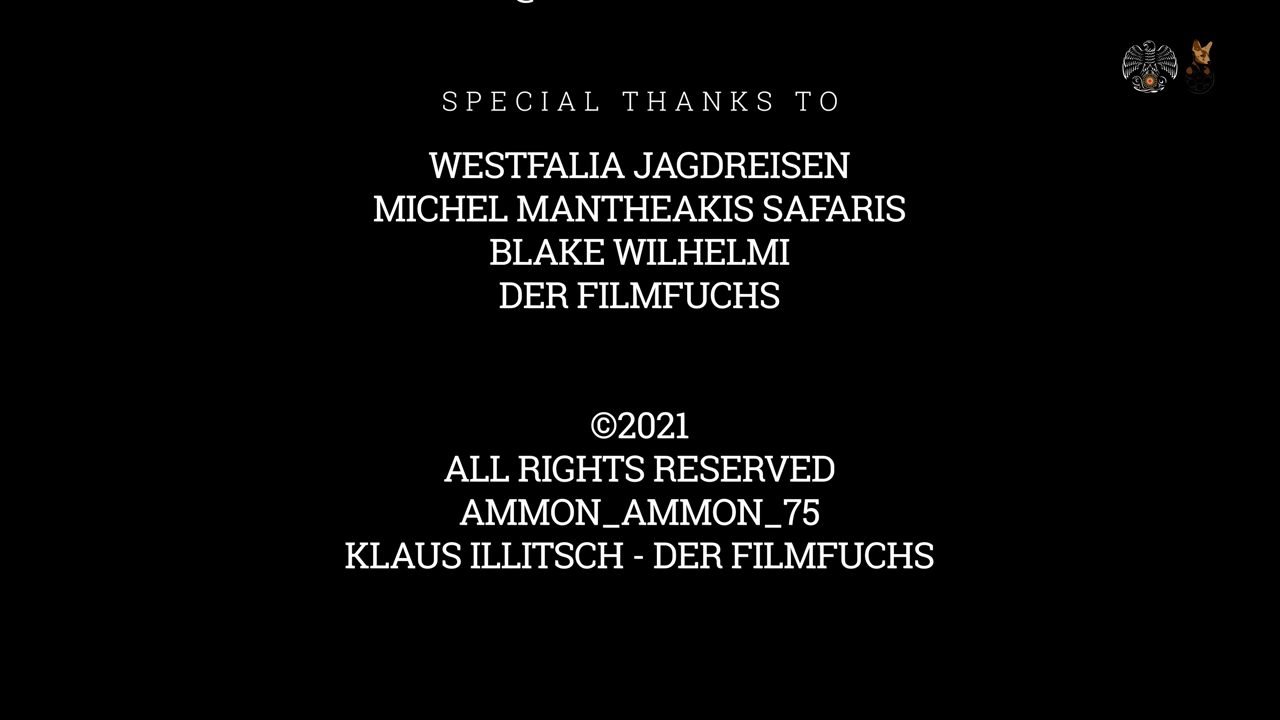 SPECIAL THANKS TO
WESTFALIA JAGDREISEN
MICHEL MANTHEAKIS SAFARIS
BLAKE WILHELMI
DER FILMFUCHS
©2021
ALL RIGHTS RESERVED
AMMON_AMMON_75
KLAUS ILLITSCH - DER FILMFUCHS